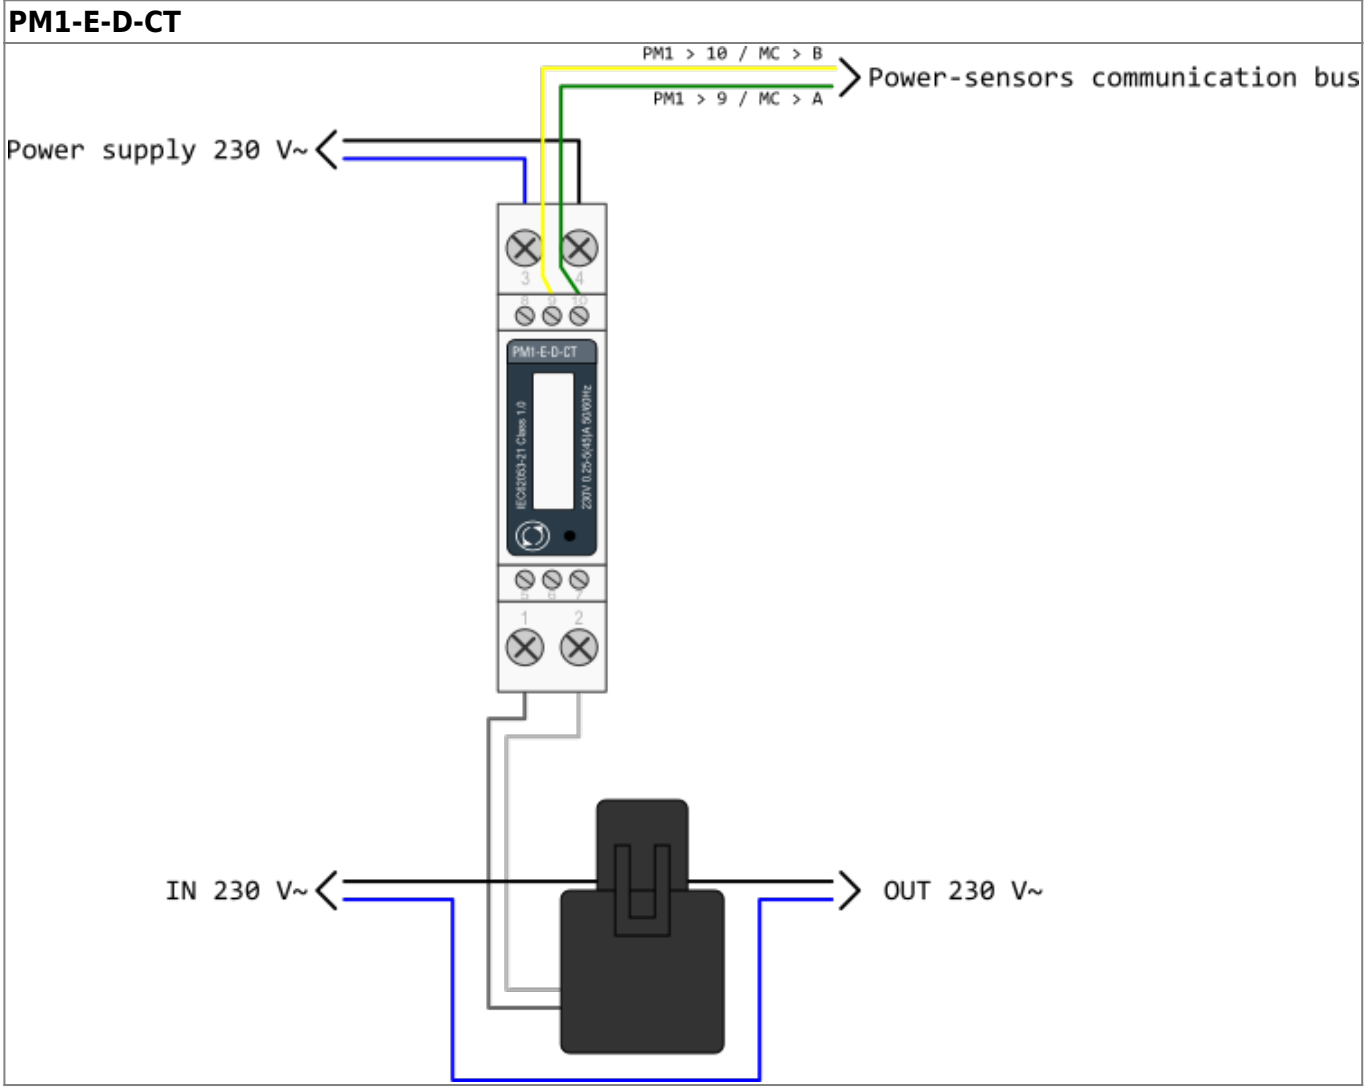 PM1-E-D-CT
PM1 > 10 / MC > B
Power-sensors communication bus
PM1 > 9 / MC > A
Power supply 230 V~
3 4
8 9 10
PM1-E-D-CT
IEC62053-21 Class 1.0
230V 0.25-5(45)A 50/60Hz
5 6 7
1 2
IN 230 V~
OUT 230 V~